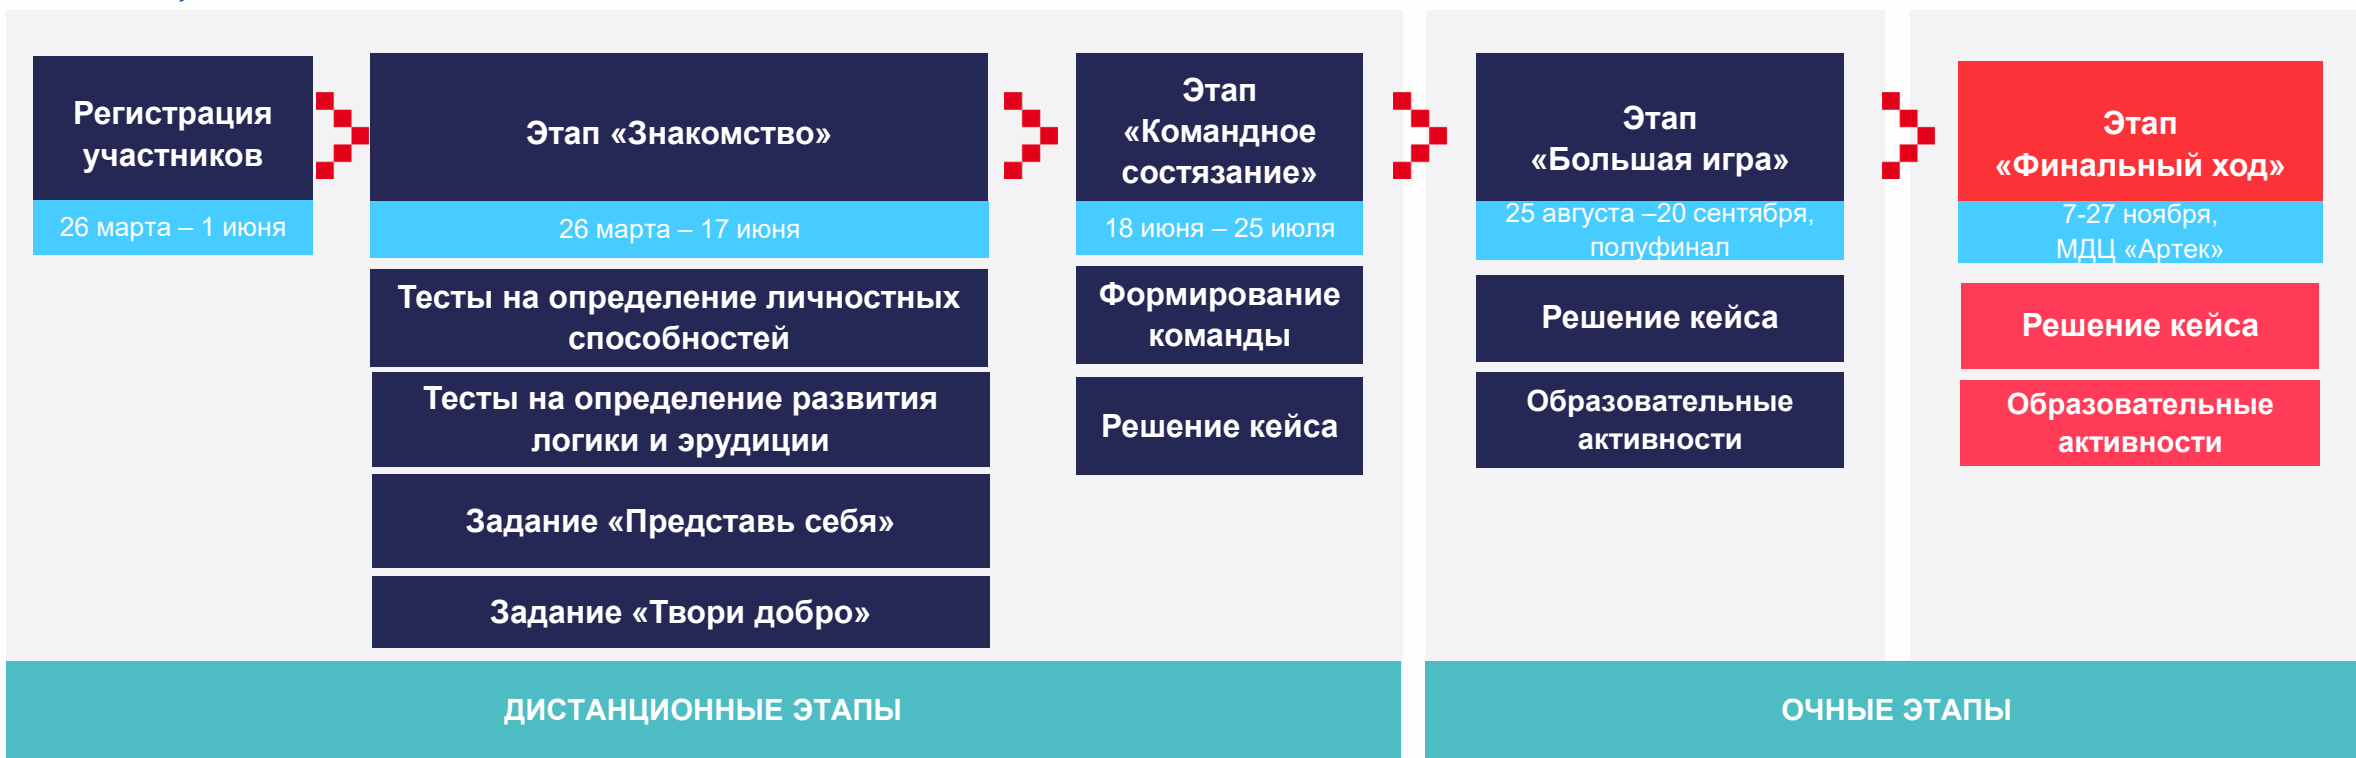 Регистрация
участников
26 марта – 1 июня
Этап «Знакомство»
26 марта – 17 июня
Тесты на определение личностных
способностей
Тесты на определение развития
логики и эрудиции
Задание «Представь себя»
Задание «Твори добро»
Этап
«Командное
состязание»
18 июня – 25 июля
Формирование
команды
Решение кейса
Этап
«Большая игра»
25 августа –20 сентября,
полуфинал
Решение кейса
Образовательные
активности
Этап
«Финальный ход»
7-27 ноября,
МДЦ «Артек»
Решение кейса
Образовательные
активности
ДИСТАНЦИОННЫЕ ЭТАПЫ
ОЧНЫЕ ЭТАПЫ